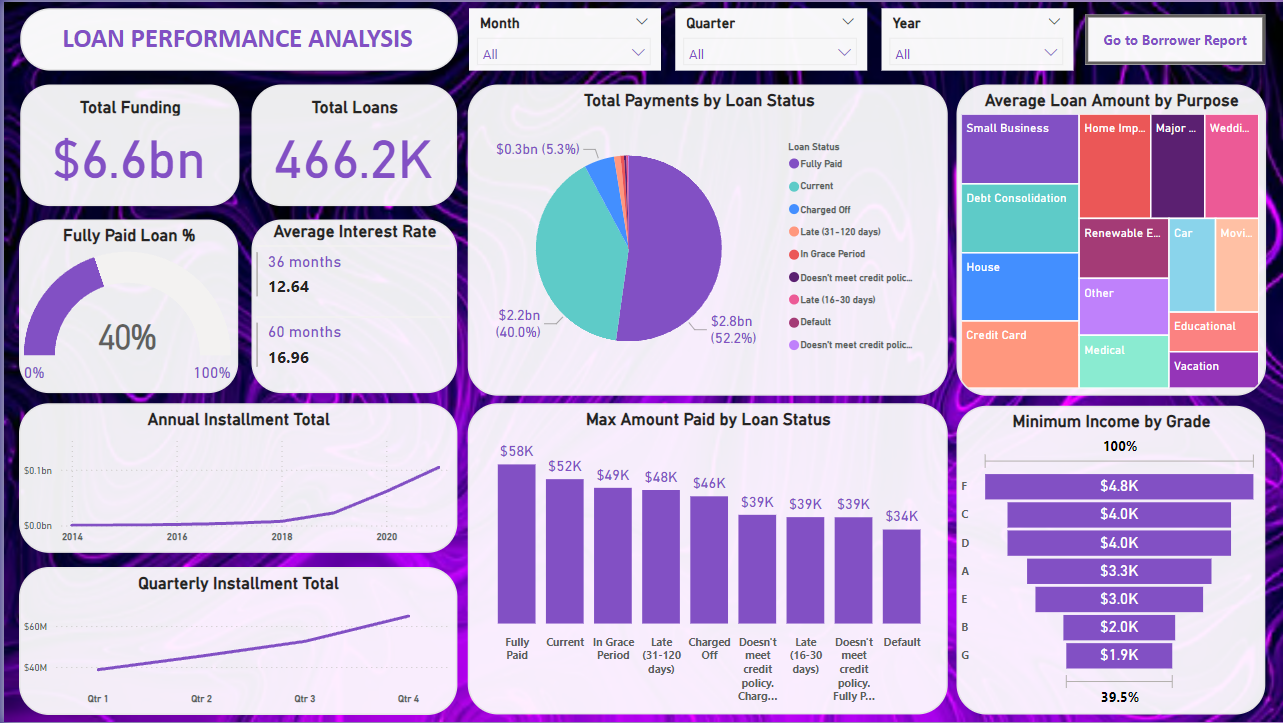 LOAN PERFORMANCE ANALYSIS
Month
All
Quarter
All
Year
All
Go to Borrower Report
Total Funding
$6.6bn
Total Loans
466.2K
Fully Paid Loan %
40%
0%
100%
Average Interest Rate
36 months
12.64
60 months
16.96
Total Payments by Loan Status
$0.3bn (5.3%)
$2.2bn
(40.0%)
$2.8bn
(52.2%)
Loan Status
Fully Paid
Current
Charged Off
Late (31-120 days)
In Grace Period
Doesn't meet credit polic...
Late (16-30 days)
Default
Doesn't meet credit polic...
Average Loan Amount by Purpose
Small Business
Debt Consolidation
House
Credit Card
Home Imp...
Major ...
Weddi...
Renewable E...
Other
Medical
Car
Movi...
Educational
Vacation
Annual Installment Total
$0.1bn
$0.0bn
2014
2016
2018
2020
Quarterly Installment Total
$60M
$40M
Qtr 1
Qtr 2
Qtr 3
Qtr 4
Max Amount Paid by Loan Status
$58K
$52K
$49K
$48K
$46K
$39K
$39K
$39K
$34K
Fully
Paid
Current
In Grace
Period
Late
(31-120
days)
Charged
Off
Doesn't
meet
credit
policy.
Charg...
Late
(16-30
days)
Doesn't
meet
credit
policy.
Fully P...
Default
Minimum Income by Grade
100%
F
$4.8K
C
$4.0K
D
$4.0K
A
$3.3K
E
$3.0K
B
$2.0K
G
$1.9K
39.5%